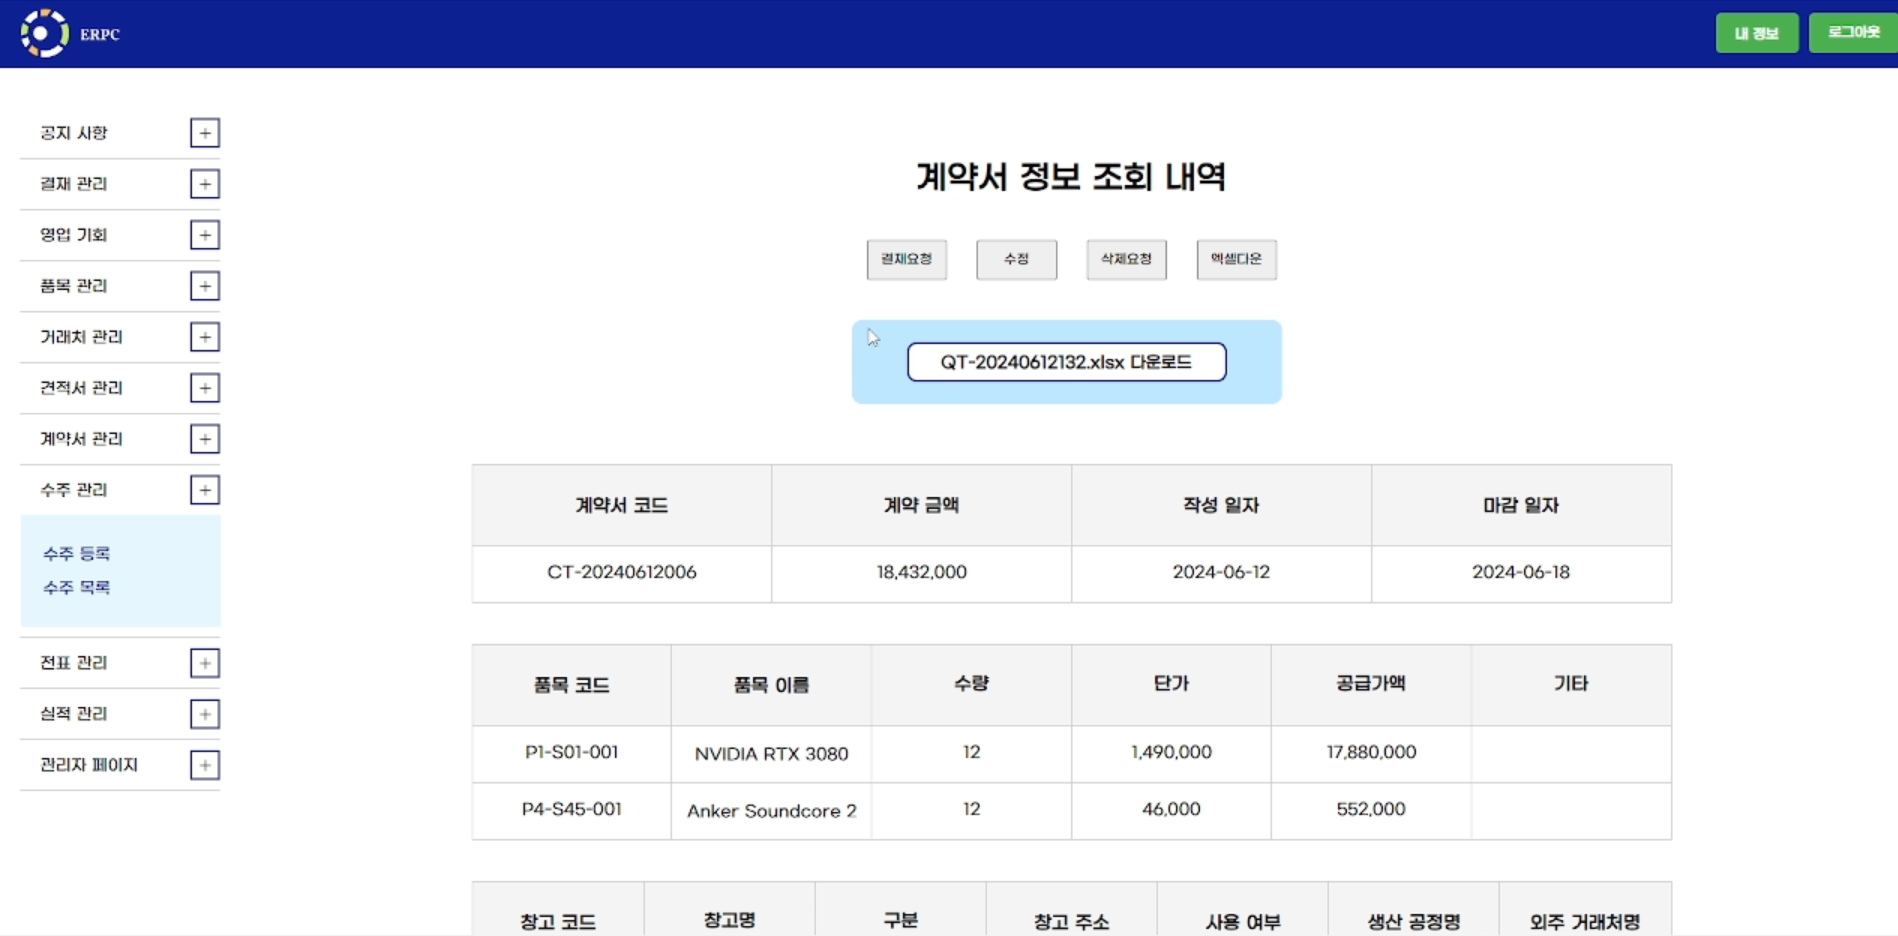 ERPC
내 정보
로그아웃
공지 사항 +
결재 관리 +
영업 기회 +
품목 관리 +
거래처 관리 +
견적서 관리 +
계약서 관리 +
수주 관리 +
수주 등록
수주 목록
전표 관리 +
실적 관리 +
관리자 페이지 +
계약서 정보 조회 내역
결재요청 수정 삭제요청 엑셀다운
QT-20240612132.xlsx 다운로드
계약서 코드 계약 금액 작성 일자 마감 일자
CT-20240612006 18,432,000 2024-06-12 2024-06-18
품목 코드 품목 이름 수량 단가 공급가액 기타
P1-S01-001 NVIDIA RTX 3080 12 1,490,000 17,880,000
P4-S45-001 Anker Soundcore 2 12 46,000 552,000
창고 코드 창고명 구분 창고 주소 사용 여부 생산 공정명 외주 거래처명